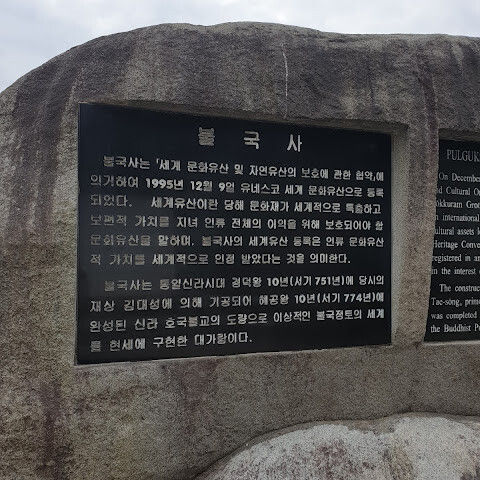 불국사
불국사는 「세계 문화유산 및 자연유산의 보호에 관한 협약」에
의거하여 1995년 12월 9일 유네스코 세계 문화유산으로 등록
되었다. 세계유산이란 당해 문화재가 세계적으로 특출하고
보편적 가치를 지녀 인류 전체의 이익을 위해 보호되어야 할
문화유산을 말하며, 불국사의 세계유산 등록은 인류 문화유산
적 가치를 세계적으로 인정 받았다는 것을 의미한다.
불국사는 통일신라시대 경덕왕 10년(서기 751년)에 당시의
재상 김대성에 의해 기공되어 혜공왕 10년(서기 774년)에
완성된 신라 호국불교의 도량으로 이상적인 불국정토의 세계
를 현세에 구현한 대가람이다.
PULGUK
On December
and Cultural Or
Sokkuram Grot
an international
cultural assets l
Heritage Conve
registered in an
in the interest o
The construc
Tae-song, prime
was completed
the Buddhist Pu